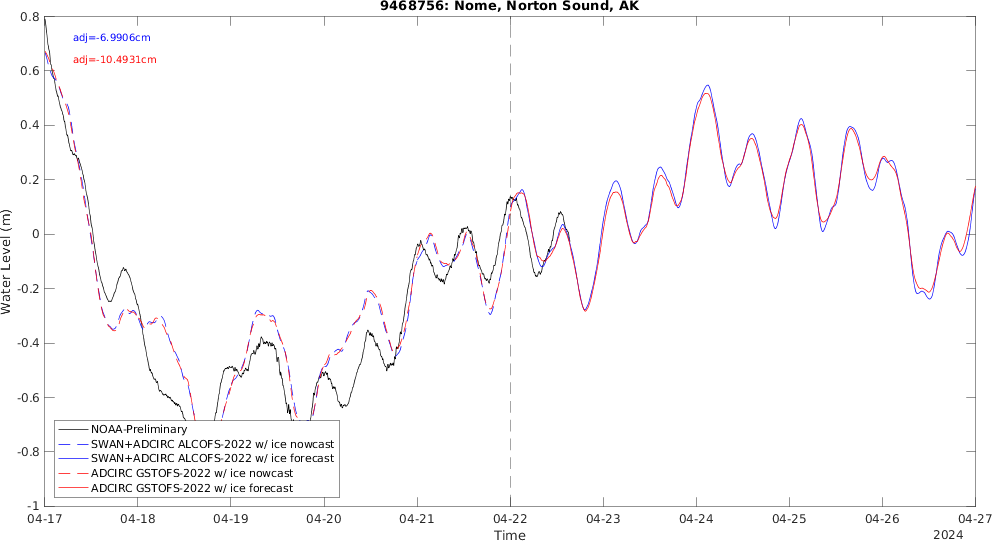 9468756: Nome, Norton Sound, AK
adj=-6.9906cm
adj=-10.4931cm
Water Level (m)
0.8
0.6
0.4
0.2
0
-0.2
-0.4
-0.6
-0.8
-1
NOAA-Preliminary
SWAN+ADCIRC ALCOFS-2022 w/ ice nowcast
SWAN+ADCIRC ALCOFS-2022 w/ ice forecast
ADCIRC GSTOFS-2022 w/ ice nowcast
ADCIRC GSTOFS-2022 w/ ice forecast
04-17 04-18 04-19 04-20 04-21 04-22 04-23 04-24 04-25 04-26 04-27
Time
2024